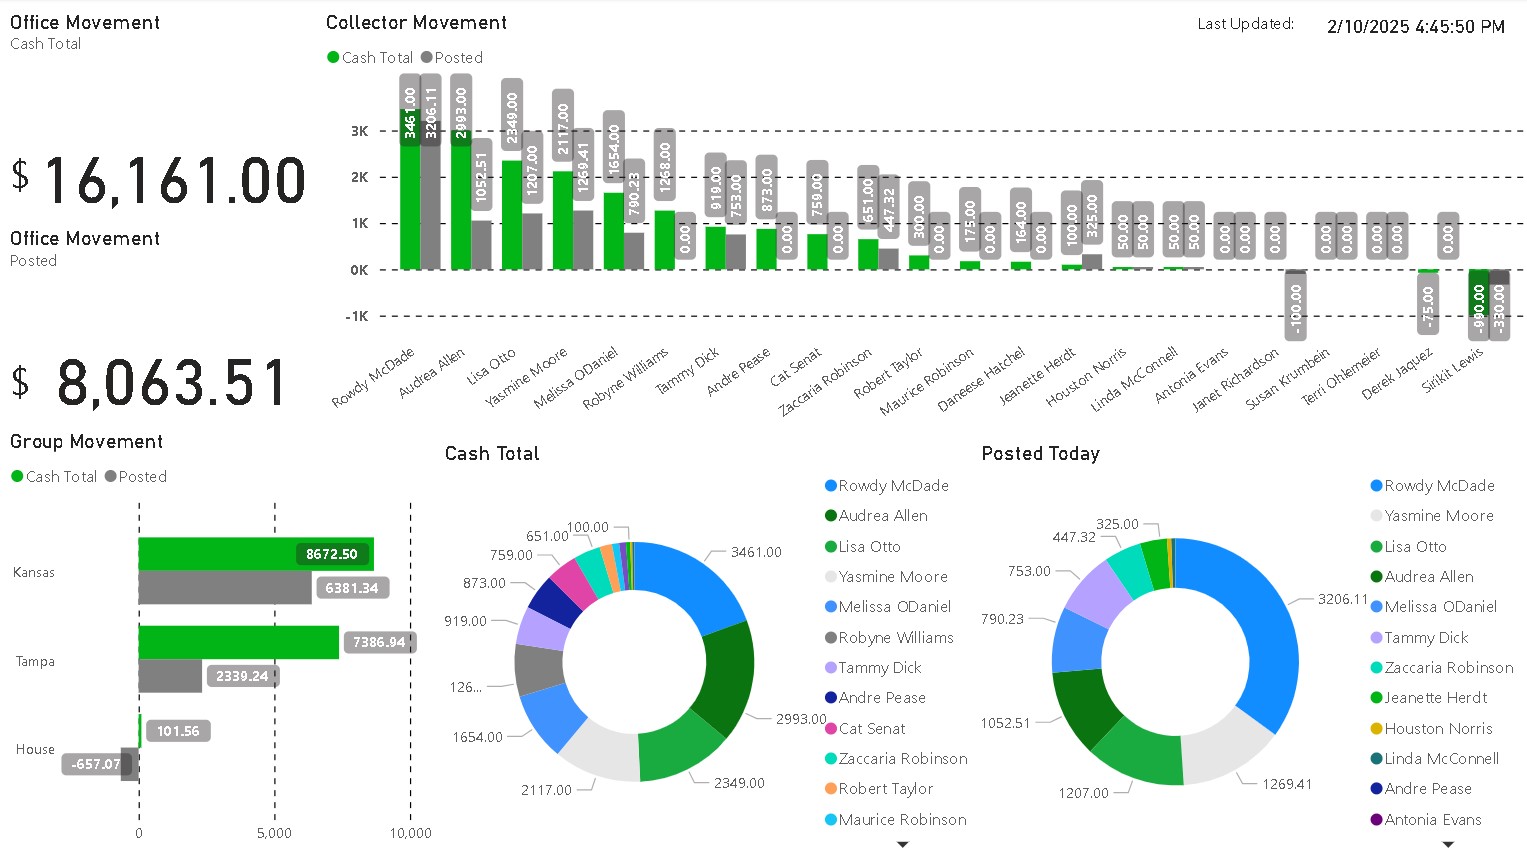 Office Movement
Cash Total
$ 16,161.00
Office Movement
Posted
$ 8,063.51
Collector Movement
Last Updated: 2/10/2025 4:45:50 PM
Cash Total Posted
3K
2K
1K
0K
-1K
3461.00 3206.11 2993.00 1052.51 2349.00 1207.00 2117.00 1269.41 1654.00 790.23 1268.00 0.00 919.00 753.00 873.00 0.00 759.00 0.00 651.00 447.32 300.00 0.00 175.00 0.00 164.00 0.00 100.00 325.00 50.00 50.00 50.00 50.00 0.00 0.00 0.00 -100.00 0.00 0.00 0.00 0.00 -75.00 0.00 -990.00 -330.00
Rowdy McDade
Audrea Allen
Lisa Otto
Yasmine Moore
Melissa ODaniel
Robyne Williams
Tammy Dick
Andre Pease
Cat Senat
Zaccaria Robinson
Robert Taylor
Maurice Robinson
Daneese Hatchel
Jeanette Herdt
Houston Norris
Linda McConnell
Antonia Evans
Janet Richardson
Susan Krumbein
Terri Ohlemeier
Derek Jaquez
Sirikit Lewis
Group Movement
Cash Total Posted
Kansas
8672.50
6381.34
Tampa
7386.94
2339.24
House
101.56
-657.07
0 5,000 10,000
Cash Total
3461.00
2993.00
2349.00
2117.00
1654.00
126...
919.00
873.00
759.00
651.00
100.00
Rowdy McDade
Audrea Allen
Lisa Otto
Yasmine Moore
Melissa ODaniel
Robyne Williams
Tammy Dick
Andre Pease
Cat Senat
Zaccaria Robinson
Robert Taylor
Maurice Robinson
Posted Today
3206.11
1269.41
1207.00
1052.51
790.23
753.00
447.32
325.00
Rowdy McDade
Yasmine Moore
Lisa Otto
Audrea Allen
Melissa ODaniel
Tammy Dick
Zaccaria Robinson
Jeanette Herdt
Houston Norris
Linda McConnell
Andre Pease
Antonia Evans